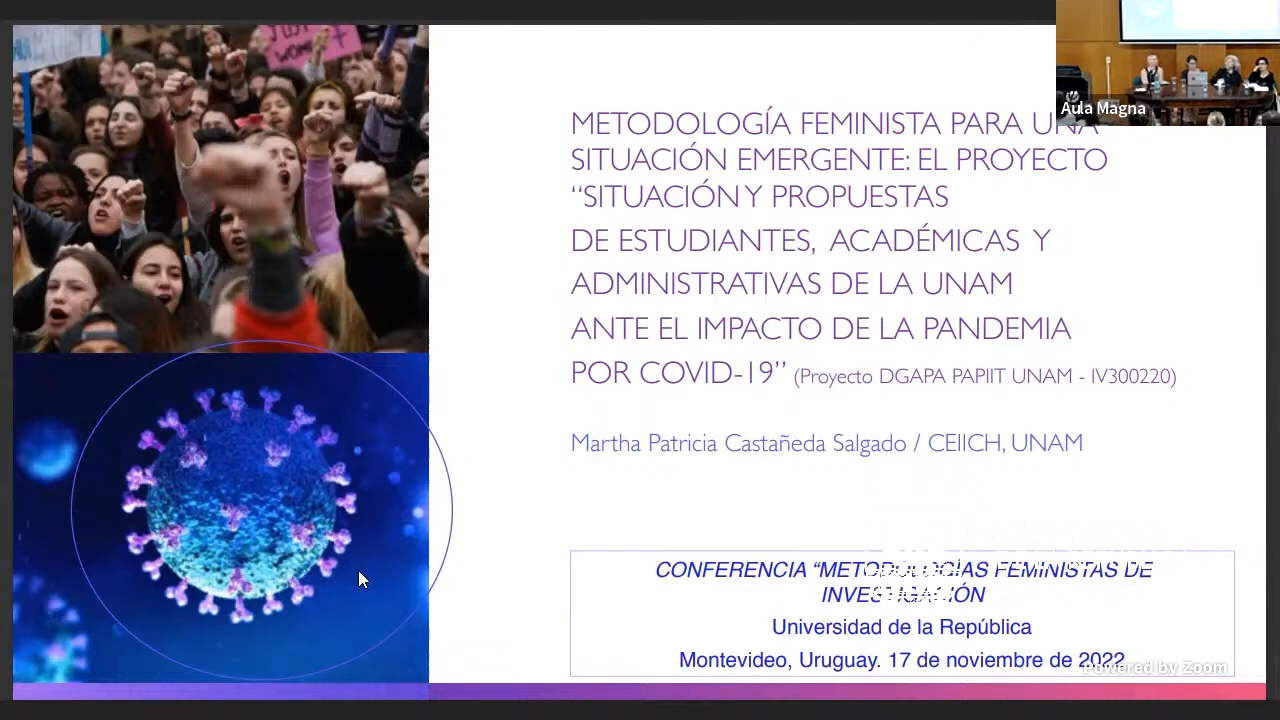 WOMEN
Aula Magna
METODOLOGÍA FEMINISTA PARA UNA
SITUACIÓN EMERGENTE: EL PROYECTO
“SITUACIÓN Y PROPUESTAS
DE ESTUDIANTES, ACADÉMICAS Y
ADMINISTRATIVAS DE LA UNAM
ANTE EL IMPACTO DE LA PANDEMIA
POR COVID-19” (Proyecto DGAPA PAPIIT UNAM - IV300220)
Martha Patricia Castañeda Salgado / CEIICH, UNAM
CONFERENCIA “METODOLOGÍAS FEMINISTAS DE
INVESTIGACIÓN
Universidad de la República
Montevideo, Uruguay. 17 de noviembre de 2022
Powered by Zoom